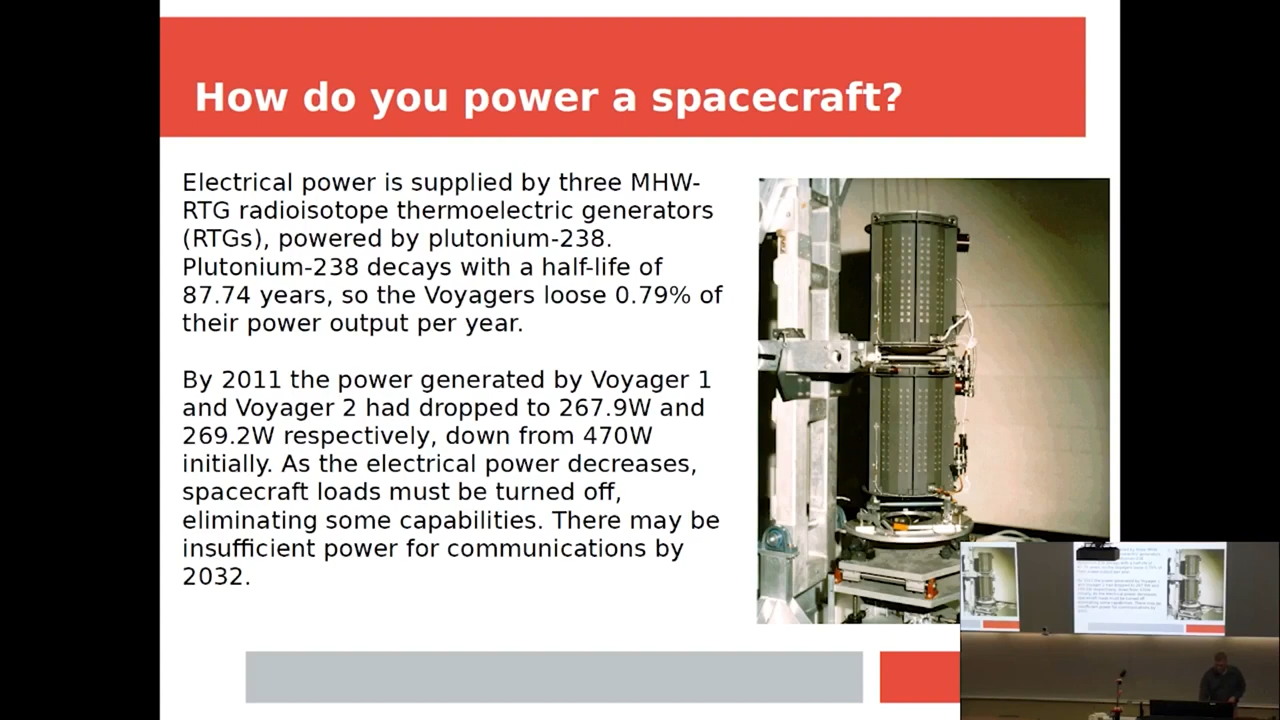 How do you power a spacecraft?
Electrical power is supplied by three MHW-
RTG radioisotope thermoelectric generators
(RTGs), powered by plutonium-238.
Plutonium-238 decays with a half-life of
87.74 years, so the Voyagers loose 0.79% of
their power output per year.
By 2011 the power generated by Voyager 1
and Voyager 2 had dropped to 267.9W and
269.2W respectively, down from 470W
initially. As the electrical power decreases,
spacecraft loads must be turned off,
eliminating some capabilities. There may be
insufficient power for communications by
2032.